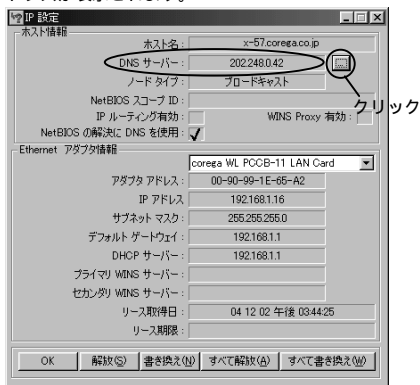 IP 設定
ホスト情報
ホスト名： x-57.corega.co.jp
DNS サーバー： 202.248.0.42
ノード タイプ： ブロードキャスト
クリック
NetBIOS スコープ ID：
IP ルーティング有効： WINS Proxy 有効：
NetBIOS の解決に DNS を使用：
Ethernet アダプタ情報
corega WL PCCB-11 LAN Card
アダプタ アドレス： 00-90-99-1E-65-A2
IP アドレス 192.168.1.16
サブネット マスク： 255.255.255.0
デフォルト ゲートウェイ： 192.168.1.1
DHCP サーバー： 192.168.1.1
プライマリ WINS サーバー：
セカンダリ WINS サーバー：
リース取得日： 04 12 02 午後 03:44:25
リース期限：
OK 解放(S) 書き換え(N) すべて解放(A) すべて書き換え(W)